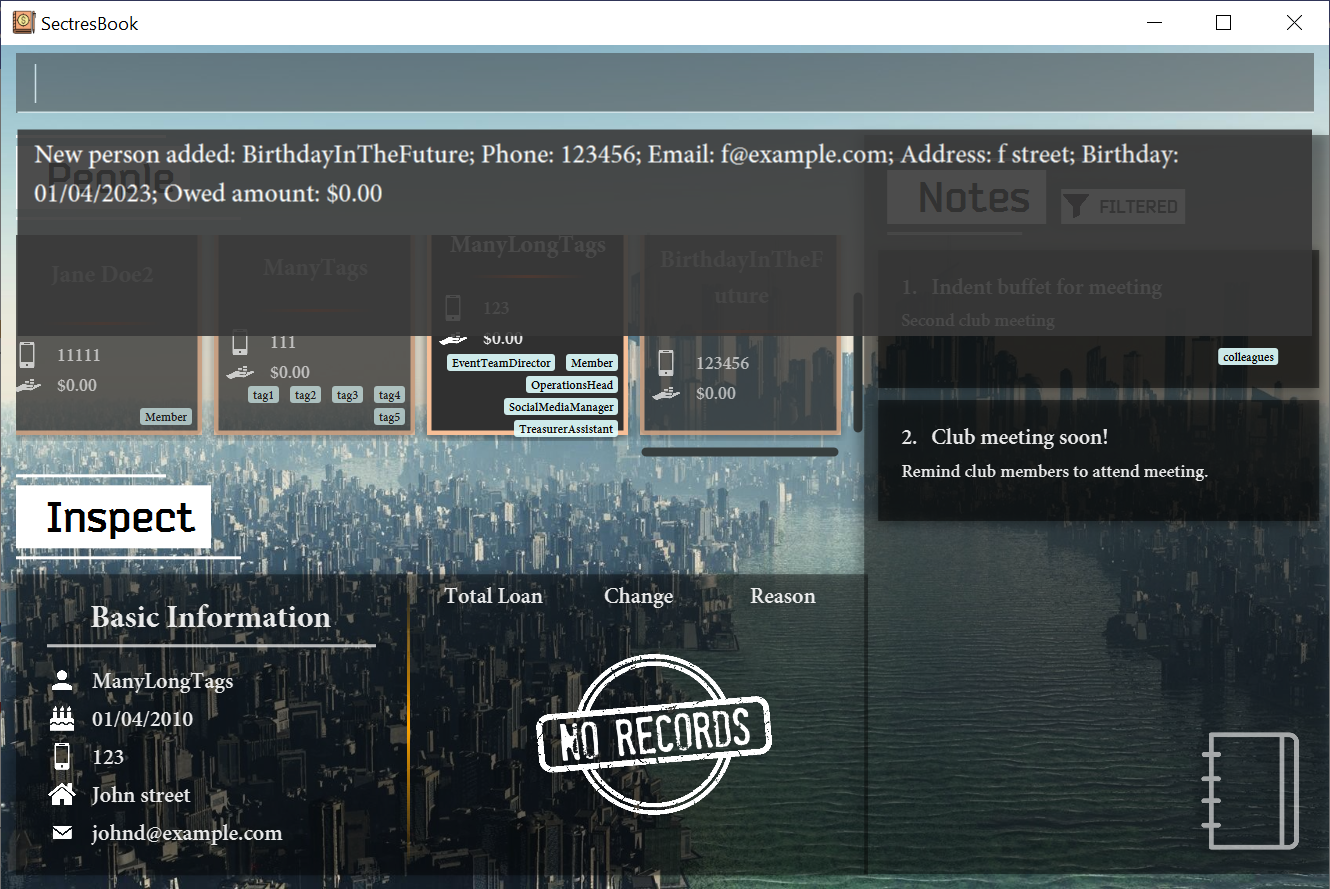 SectresBook
New person added: BirthdayInTheFuture; Phone: 123456; Email: f@example.com; Address: f street; Birthday:
01/04/2023; Owed amount: $0.00
People
Jane Doe2
11111
$0.00
Member
ManyTags
111
$0.00
tag1 tag2 tag3 tag4
tag5
ManyLongTags
123
$0.00
EventTeamDirector Member
OperationsHead
SocialMediaManager
TreasurerAssistant
BirthdayInTheF
uture
123456
$0.00
Notes
FILTERED
1. Indent buffet for meeting
Second club meeting
colleagues
2. Club meeting soon!
Remind club members to attend meeting.
Inspect
Basic Information
ManyLongTags
01/04/2010
123
John street
johnd@example.com
Total Loan Change Reason
NO RECORDS